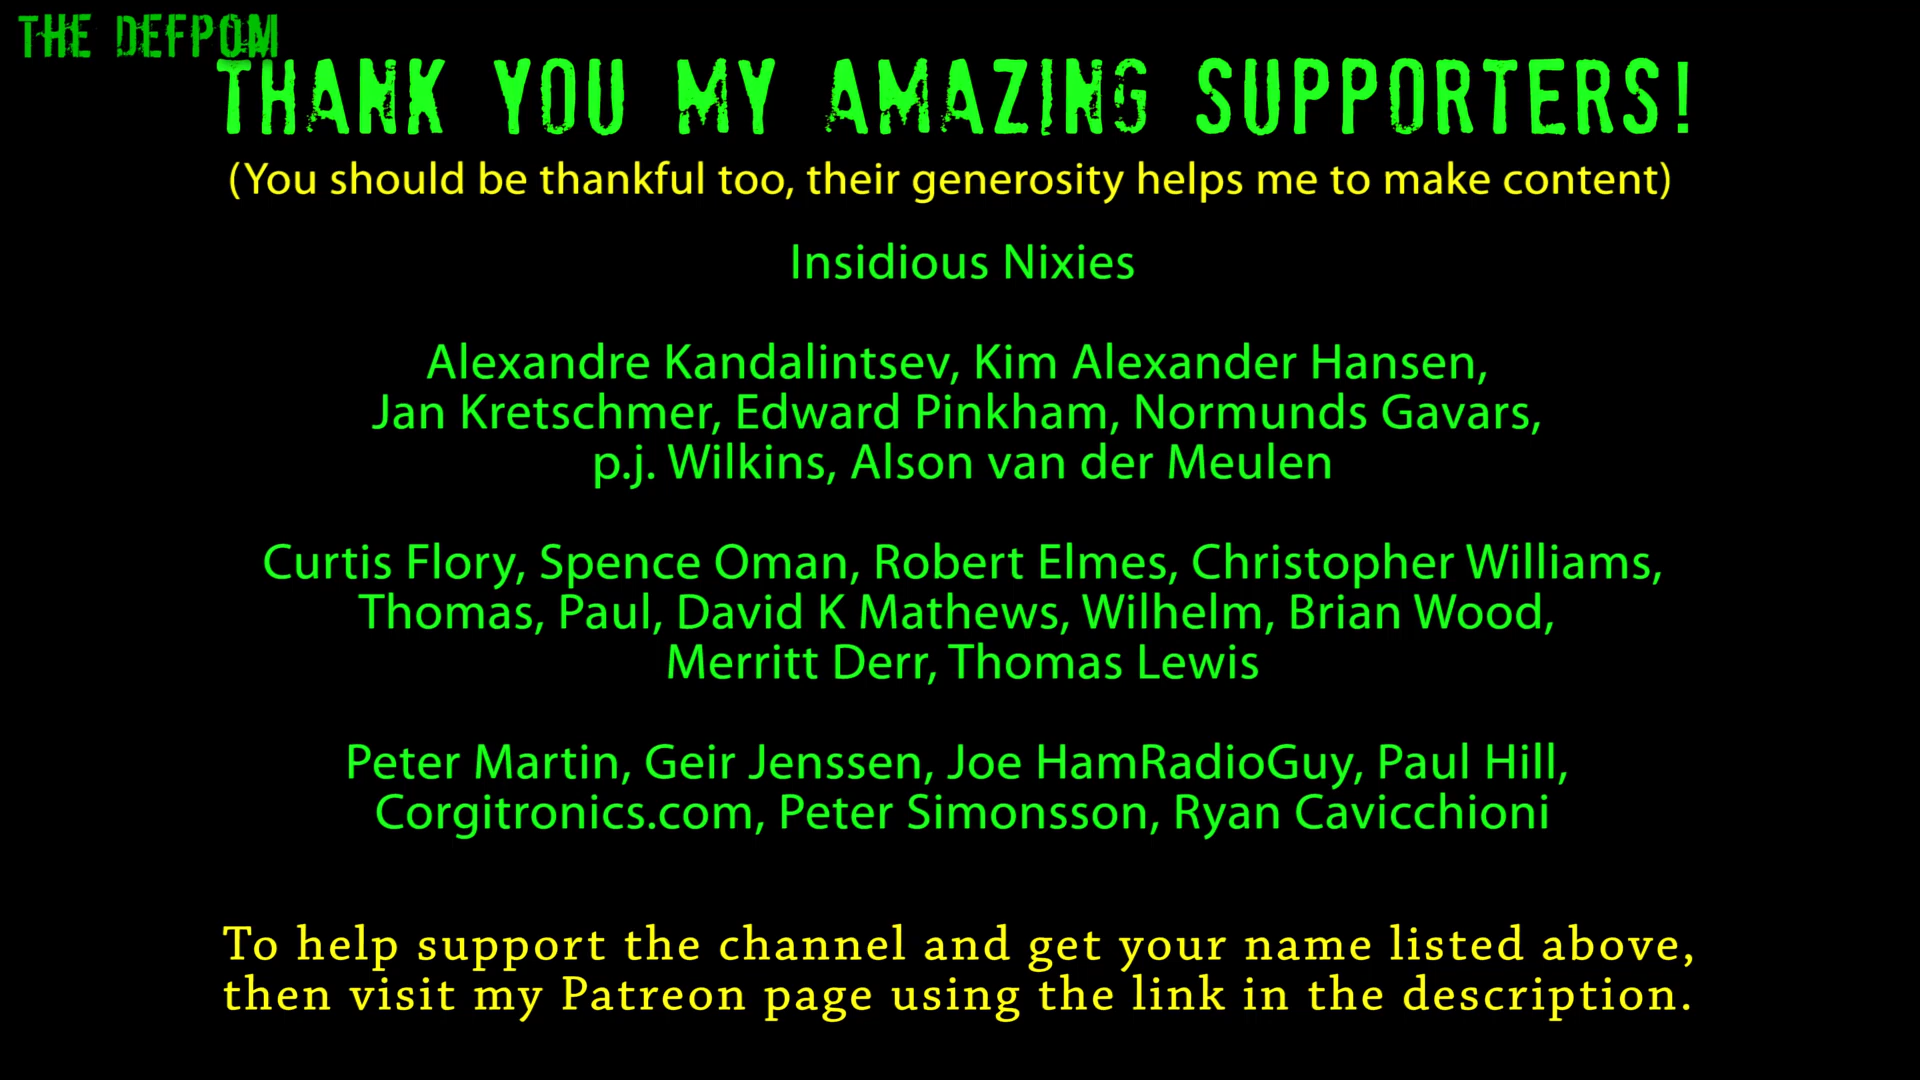 THE DEFPOM
THANK YOU MY AMAZING SUPPORTERS!
(You should be thankful too, their generosity helps me to make content)
Insidious Nixies
Alexandre Kandalintsev, Kim Alexander Hansen,
Jan Kretschmer, Edward Pinkham, Normunds Gavars,
p.j. Wilkins, Alson van der Meulen
Curtis Flory, Spence Oman, Robert Elmes, Christopher Williams,
Thomas, Paul, David K Mathews, Wilhelm, Brian Wood,
Merritt Derr, Thomas Lewis
Peter Martin, Geir Jenssen, Joe HamRadioGuy, Paul Hill,
Corgitronics.com, Peter Simonsson, Ryan Cavicchioni
To help support the channel and get your name listed above,
then visit my Patreon page using the link in the description.